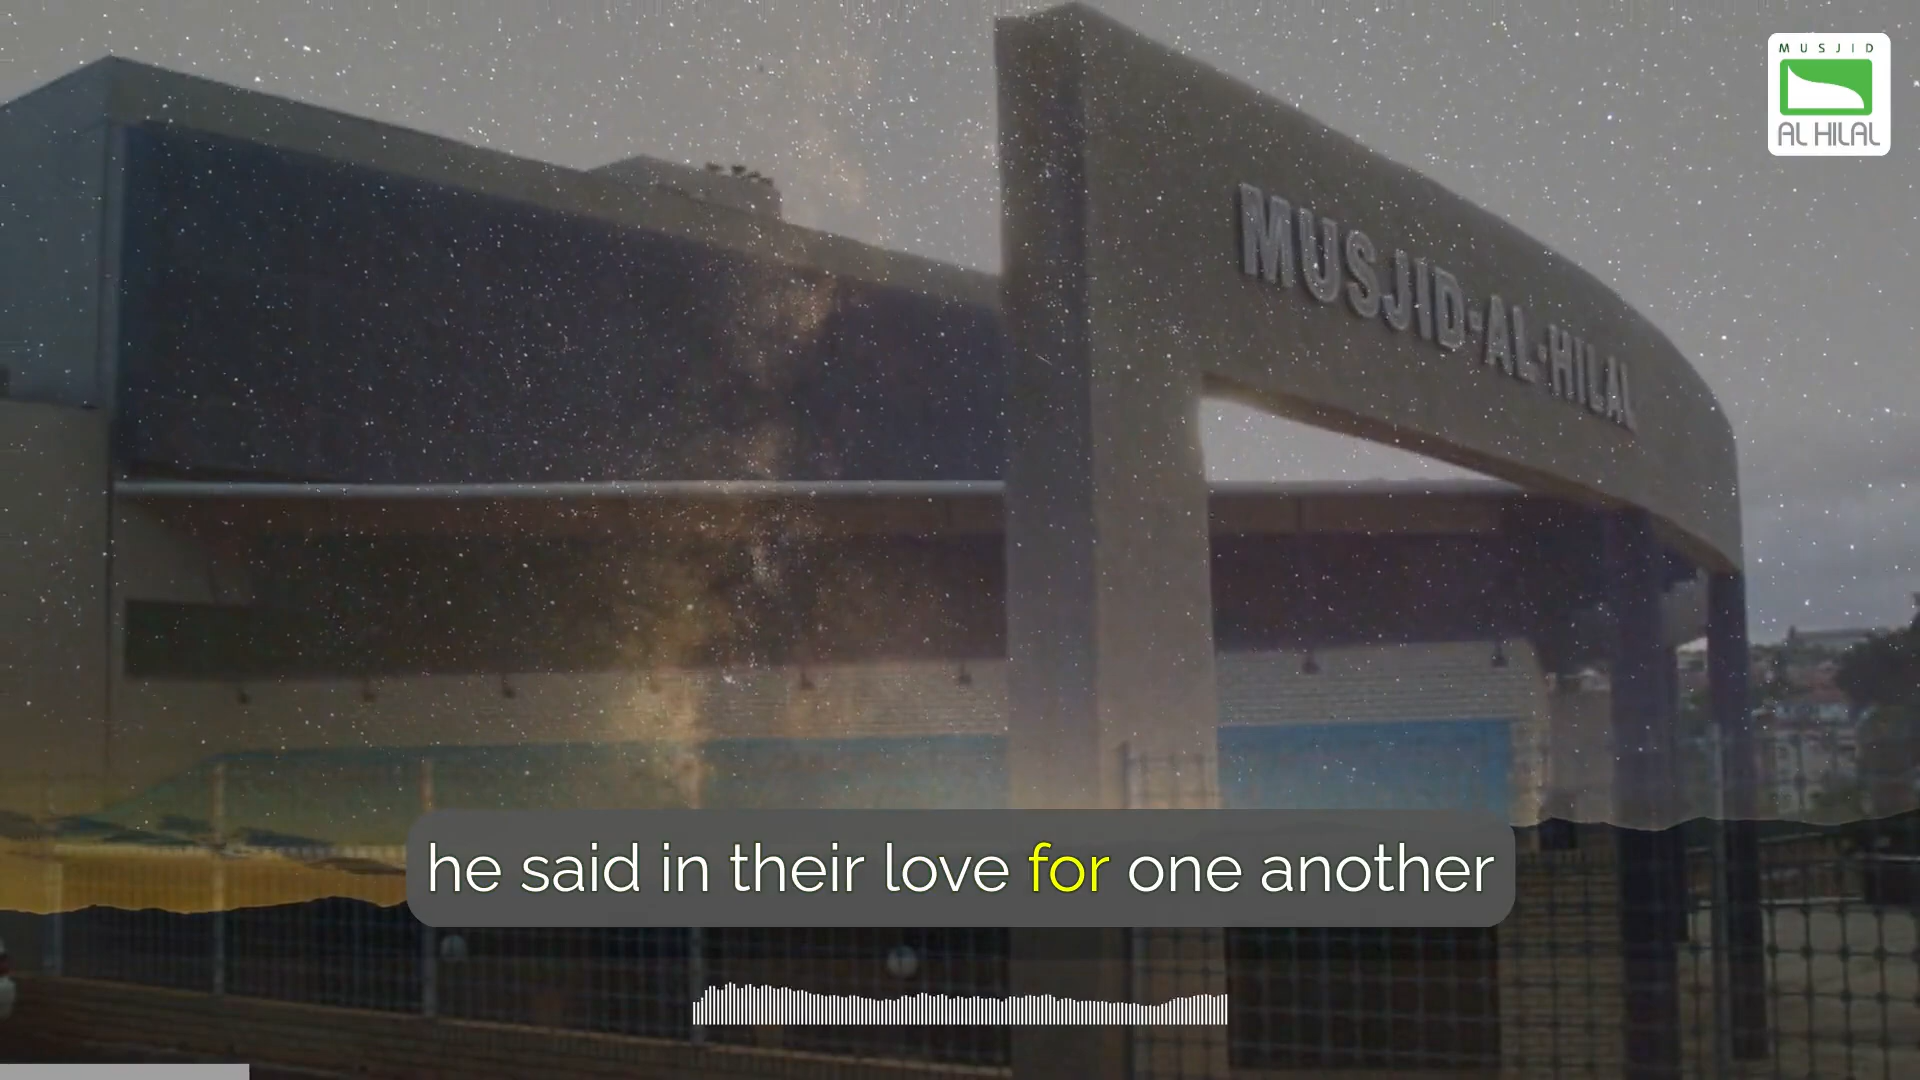 MUSJID
AL HILAL
MUSJID-AL-HILAL
he said in their love for one another